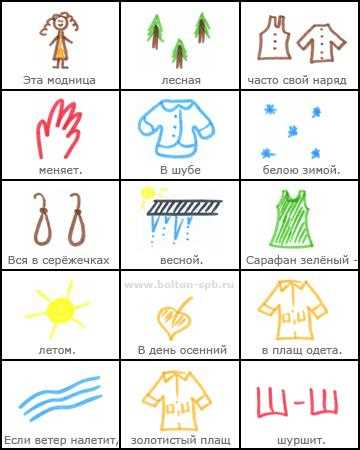 Эта модница
лесная
часто свой наряд
меняет.
В шубе
белою зимой.
Вся в серёжечках
весной.
Сарафан зелёный -
www.boltun-spb.ru
летом.
В день осенний
в плащ одета.
Если ветер налетит,
золотистый плащ
Ш-Ш
шуршит.